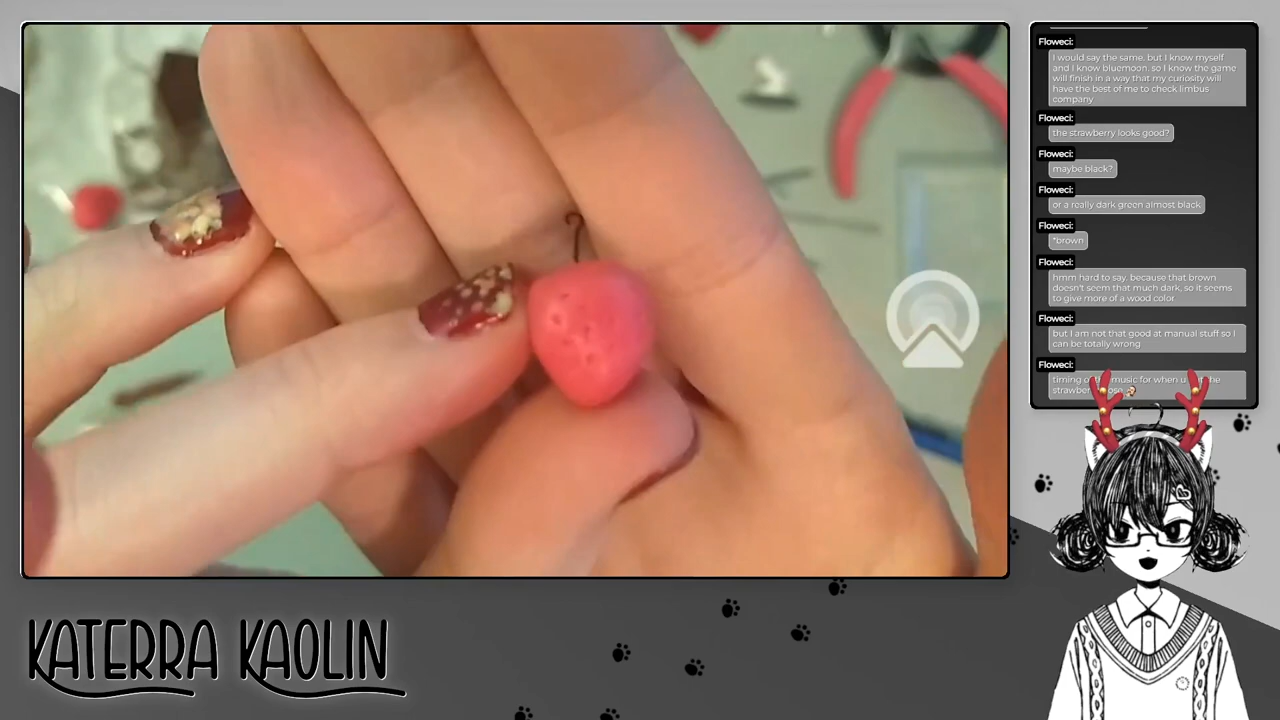 Floweci:
I would say the same. but I know myself
and I know bluemoon. so I know the game
will finish in a way that my curiosity will
have the best of me to check limbus
company
Floweci:
the strawberry looks good?
Floweci:
maybe black?
Floweci:
or a really dark green almost black
Floweci:
*brown
Floweci:
hmm hard to say. because that brown
doesn't seem that much dark, so it seems
to give more of a wood color
Floweci:
but I am not that good at manual stuff so I
can be totally wrong
Floweci:
timing of the music for when u the
strawber
KATERRA KAOLIN